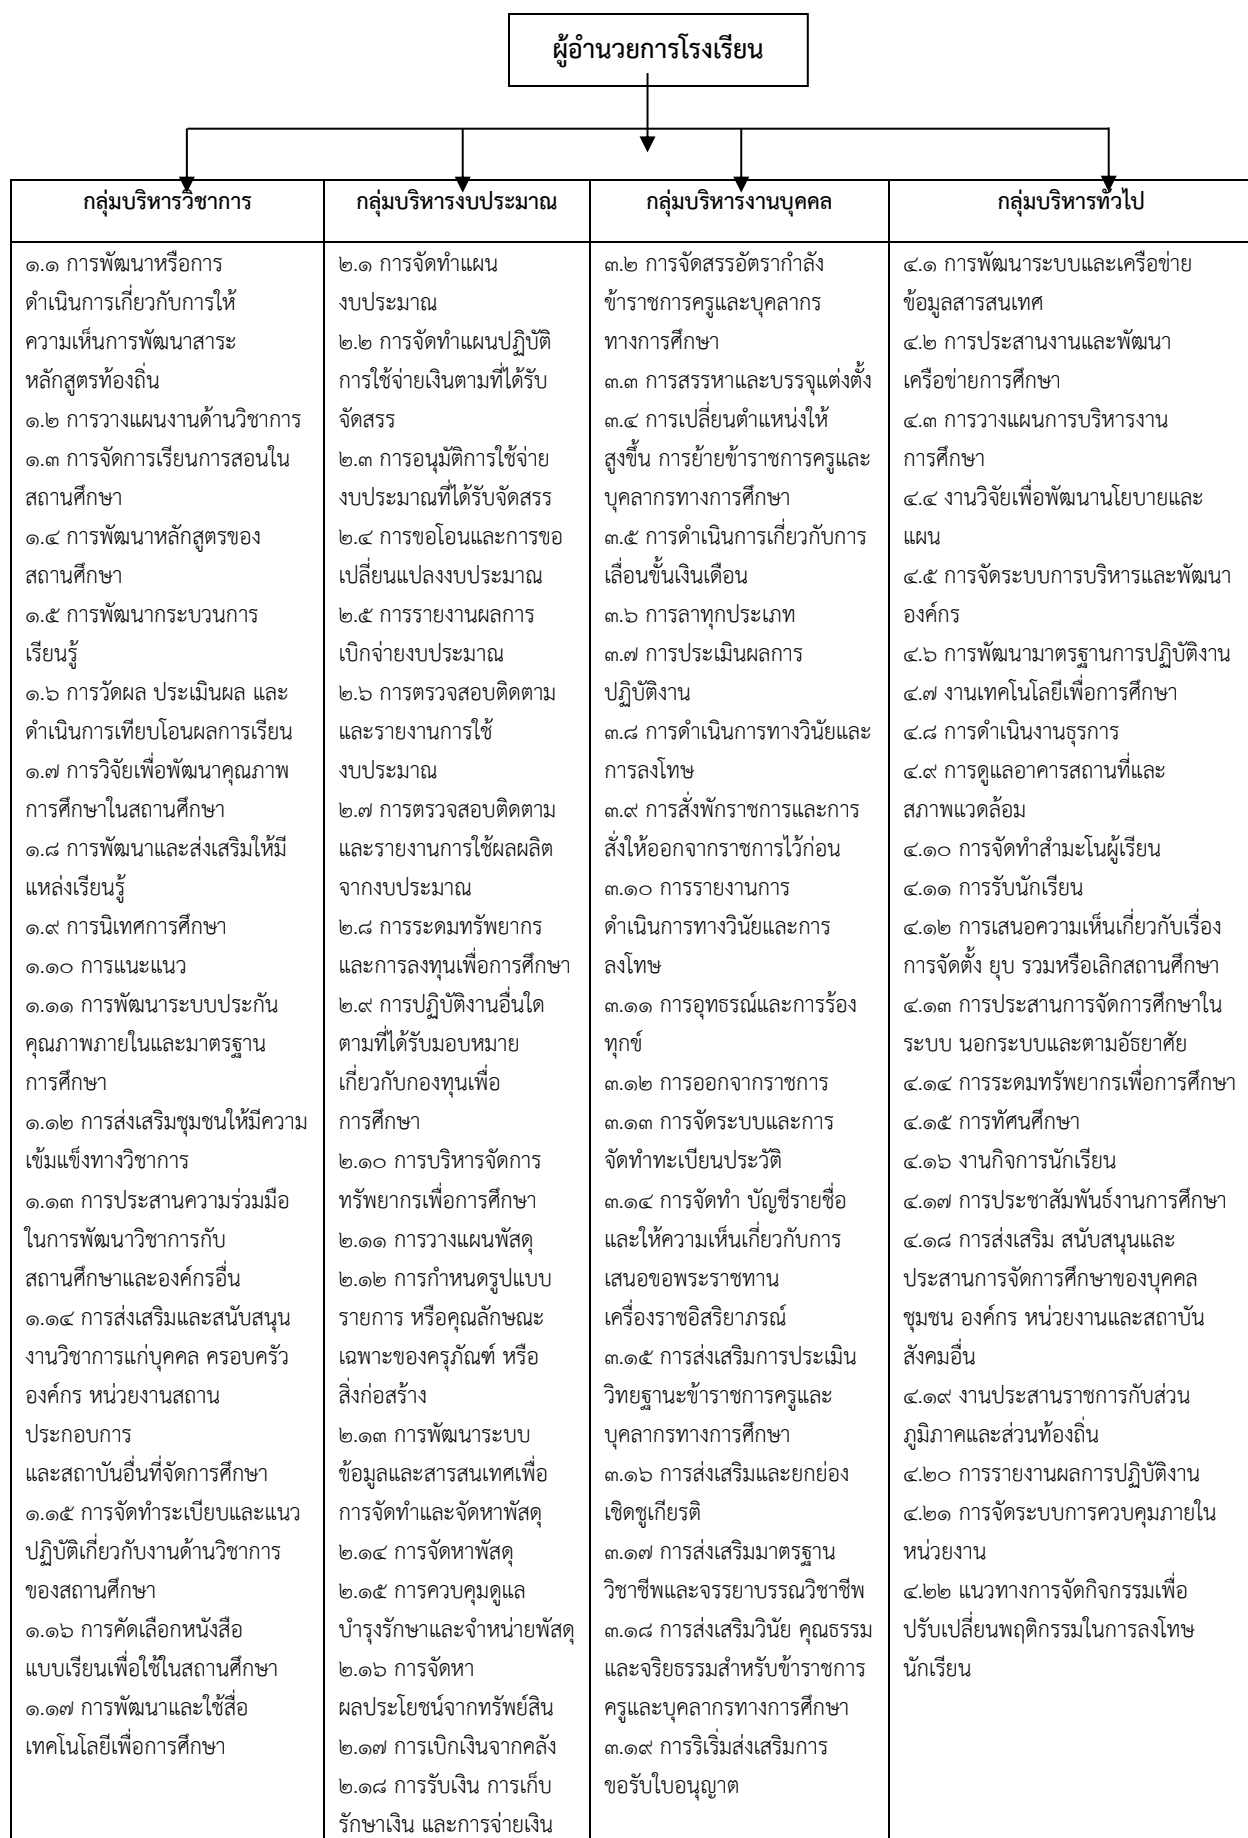 ผู้อำนวยการโรงเรียน
กลุ่มบริหารวิชาการ
๑.๑ การพัฒนาหรือการ
ดำเนินการเกี่ยวกับการให้
ความเห็นการพัฒนาสาระ
หลักสูตรท้องถิ่น
๑.๒ การวางแผนงานด้านวิชาการ
๑.๓ การจัดการเรียนการสอนใน
สถานศึกษา
๑.๔ การพัฒนาหลักสูตรของ
สถานศึกษา
๑.๕ การพัฒนากระบวนการ
เรียนรู้
๑.๖ การวัดผล ประเมินผล และ
ดำเนินการเทียบโอนผลการเรียน
๑.๗ การวิจัยเพื่อพัฒนาคุณภาพ
การศึกษาในสถานศึกษา
๑.๘ การพัฒนาและส่งเสริมให้มี
แหล่งเรียนรู้
๑.๙ การนิเทศการศึกษา
๑.๑๐ การแนะแนว
๑.๑๑ การพัฒนาระบบประกัน
คุณภาพภายในและมาตรฐาน
การศึกษา
๑.๑๒ การส่งเสริมชุมชนให้มีความ
เข้มแข็งทางวิชาการ
๑.๑๓ การประสานความร่วมมือ
ในการพัฒนาวิชาการกับ
สถานศึกษาและองค์กรอื่น
๑.๑๔ การส่งเสริมและสนับสนุน
งานวิชาการแก่บุคคล ครอบครัว
องค์กร หน่วยงานสถาน
ประกอบการ
และสถาบันอื่นที่จัดการศึกษา
๑.๑๕ การจัดทำระเบียบและแนว
ปฏิบัติเกี่ยวกับงานด้านวิชาการ
ของสถานศึกษา
๑.๑๖ การคัดเลือกหนังสือ
แบบเรียนเพื่อใช้ในสถานศึกษา
๑.๑๗ การพัฒนาและใช้สื่อ
เทคโนโลยีเพื่อการศึกษา
กลุ่มบริหารงบประมาณ
๒.๑ การจัดทำแผน
งบประมาณ
๒.๒ การจัดทำแผนปฏิบัติ
การใช้จ่ายเงินตามที่ได้รับ
จัดสรร
๒.๓ การอนุมัติการใช้จ่าย
งบประมาณที่ได้รับจัดสรร
๒.๔ การขอโอนและการขอ
เปลี่ยนแปลงงบประมาณ
๒.๕ การรายงานผลการ
เบิกจ่ายงบประมาณ
๒.๖ การตรวจสอบติดตาม
และรายงานการใช้
งบประมาณ
๒.๗ การตรวจสอบติดตาม
และรายงานการใช้ผลผลิต
จากงบประมาณ
๒.๘ การระดมทรัพยากร
และการลงทุนเพื่อการศึกษา
๒.๙ การปฏิบัติงานอื่นใด
ตามที่ได้รับมอบหมาย
เกี่ยวกับกองทุนเพื่อ
การศึกษา
๒.๑๐ การบริหารจัดการ
ทรัพยากรเพื่อการศึกษา
๒.๑๑ การวางแผนพัสดุ
๒.๑๒ การกำหนดรูปแบบ
รายการ หรือคุณลักษณะ
เฉพาะของครุภัณฑ์ หรือ
สิ่งก่อสร้าง
๒.๑๓ การพัฒนาระบบ
ข้อมูลและสารสนเทศเพื่อ
การจัดทำและจัดหาพัสดุ
๒.๑๔ การจัดหาพัสดุ
๒.๑๕ การควบคุมดูแล
บำรุงรักษาและจำหน่ายพัสดุ
๒.๑๖ การจัดหา
ผลประโยชน์จากทรัพย์สิน
๒.๑๗ การเบิกเงินจากคลัง
๒.๑๘ การรับเงิน การเก็บ
รักษาเงิน และการจ่ายเงิน
กลุ่มบริหารงานบุคคล
๓.๒ การจัดสรรอัตรากำลัง
ข้าราชการครูและบุคลากร
ทางการศึกษา
๓.๓ การสรรหาและบรรจุแต่งตั้ง
๓.๔ การเปลี่ยนตำแหน่งให้
สูงขึ้น การย้ายข้าราชการครูและ
บุคลากรทางการศึกษา
๓.๕ การดำเนินการเกี่ยวกับการ
เลื่อนขั้นเงินเดือน
๓.๖ การลาทุกประเภท
๓.๗ การประเมินผลการ
ปฏิบัติงาน
๓.๘ การดำเนินการทางวินัยและ
การลงโทษ
๓.๙ การสั่งพักราชการและการ
สั่งให้ออกจากราชการไว้ก่อน
๓.๑๐ การรายงานการ
ดำเนินการทางวินัยและการ
ลงโทษ
๓.๑๑ การอุทธรณ์และการร้อง
ทุกข์
๓.๑๒ การออกจากราชการ
๓.๑๓ การจัดระบบและการ
จัดทำทะเบียนประวัติ
๓.๑๔ การจัดทำ บัญชีรายชื่อ
และให้ความเห็นเกี่ยวกับการ
เสนอขอพระราชทาน
เครื่องราชอิสริยาภรณ์
๓.๑๕ การส่งเสริมการประเมิน
วิทยฐานะข้าราชการครูและ
บุคลากรทางการศึกษา
๓.๑๖ การส่งเสริมและยกย่อง
เชิดชูเกียรติ
๓.๑๗ การส่งเสริมมาตรฐาน
วิชาชีพและจรรยาบรรณวิชาชีพ
๓.๑๘ การส่งเสริมวินัย คุณธรรม
และจริยธรรมสำหรับข้าราชการ
ครูและบุคลากรทางการศึกษา
๓.๑๙ การริเริ่มส่งเสริมการ
ขอรับใบอนุญาต
กลุ่มบริหารทั่วไป
๔.๑ การพัฒนาระบบและเครือข่าย
ข้อมูลสารสนเทศ
๔.๒ การประสานงานและพัฒนา
เครือข่ายการศึกษา
๔.๓ การวางแผนการบริหารงาน
การศึกษา
๔.๔ งานวิจัยเพื่อพัฒนานโยบายและ
แผน
๔.๕ การจัดระบบการบริหารและพัฒนา
องค์กร
๔.๖ การพัฒนามาตรฐานการปฏิบัติงาน
๔.๗ งานเทคโนโลยีเพื่อการศึกษา
๔.๘ การดำเนินงานธุรการ
๔.๙ การดูแลอาคารสถานที่และ
สภาพแวดล้อม
๔.๑๐ การจัดทำสำมะโนผู้เรียน
๔.๑๑ การรับนักเรียน
๔.๑๒ การเสนอความเห็นเกี่ยวกับเรื่อง
การจัดตั้ง ยุบ รวมหรือเลิกสถานศึกษา
๔.๑๓ การประสานการจัดการศึกษาใน
ระบบ นอกระบบและตามอัธยาศัย
๔.๑๔ การระดมทรัพยากรเพื่อการศึกษา
๔.๑๕ การทัศนศึกษา
๔.๑๖ งานกิจการนักเรียน
๔.๑๗ การประชาสัมพันธ์งานการศึกษา
๔.๑๘ การส่งเสริม สนับสนุนและ
ประสานการจัดการศึกษาของบุคคล
ชุมชน องค์กร หน่วยงานและสถาบัน
สังคมอื่น
๔.๑๙ งานประสานราชการกับส่วน
ภูมิภาคและส่วนท้องถิ่น
๔.๒๐ การรายงานผลการปฏิบัติงาน
๔.๒๑ การจัดระบบการควบคุมภายใน
หน่วยงาน
๔.๒๒ แนวทางการจัดกิจกรรมเพื่อ
ปรับเปลี่ยนพฤติกรรมในการลงโทษ
นักเรียน